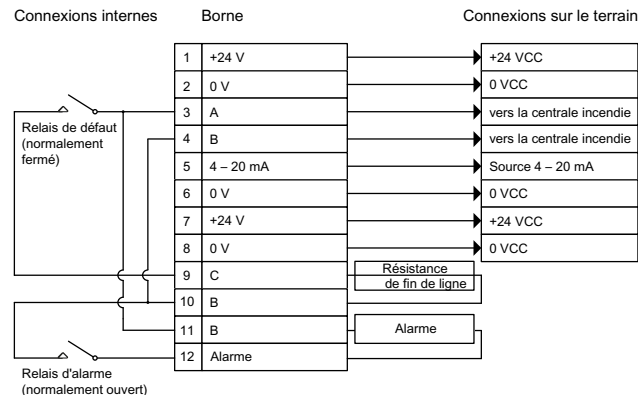 Connexions internes Borne Connexions sur le terrain
1 +24 V +24 VCC
2 0 V 0 VCC
3 A vers la centrale incendie
Relais de défaut
(normalement
fermé)
4 B vers la centrale incendie
5 4 – 20 mA Source 4 – 20 mA
6 0 V 0 VCC
7 +24 V +24 VCC
8 0 V 0 VCC
9 C Résistance
de fin de ligne
10 B
11 B Alarme
12 Alarme
Relais d'alarme
(normalement ouvert)